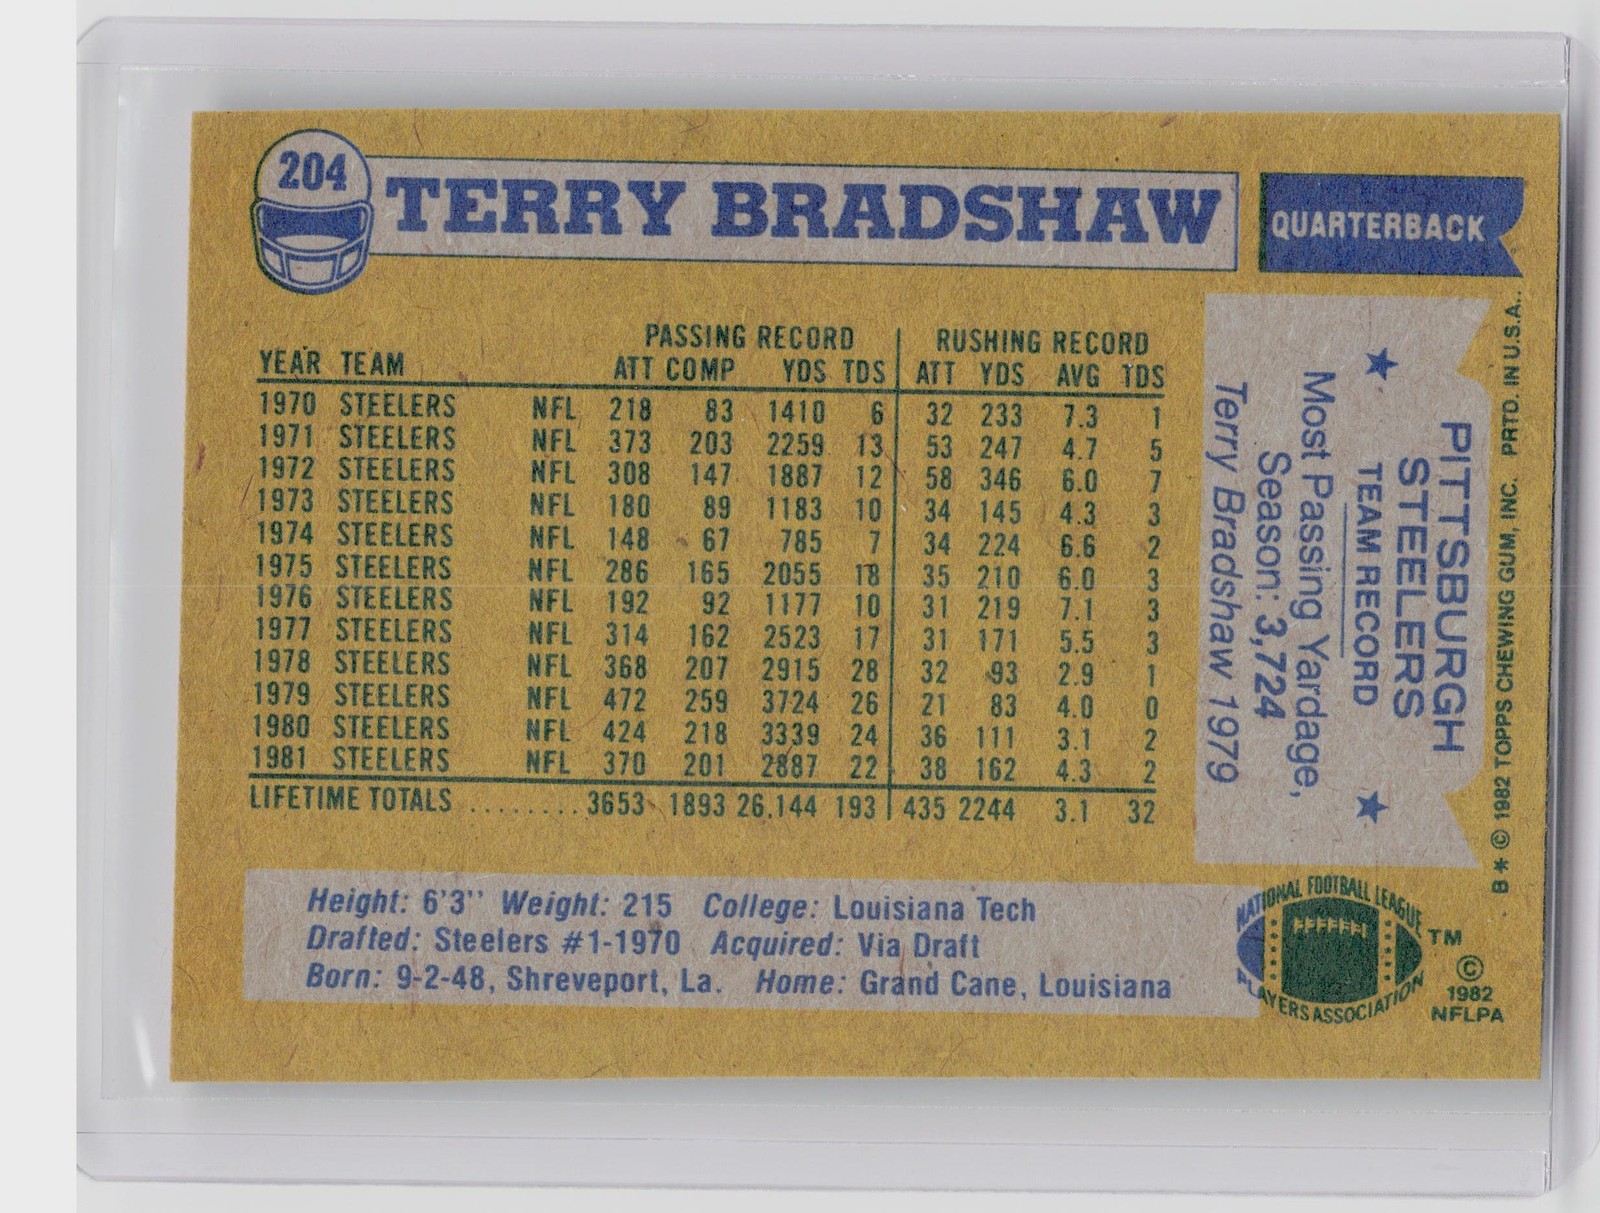 204
TERRY BRADSHAW
QUARTERBACK
PASSING RECORD RUSHING RECORD
YEAR TEAM ATT COMP YDS TDS ATT YDS AVG TDS
1970 STEELERS NFL 218 83 1410 6 32 233 7.3 1
1971 STEELERS NFL 373 203 2259 13 53 247 4.7 5
1972 STEELERS NFL 308 147 1887 12 58 346 6.0 7
1973 STEELERS NFL 180 89 1183 10 34 145 4.3 3
1974 STEELERS NFL 148 67 785 7 34 224 6.6 2
1975 STEELERS NFL 286 165 2055 18 35 210 6.0 3
1976 STEELERS NFL 192 92 1177 10 31 219 7.1 3
1977 STEELERS NFL 314 162 2523 17 31 171 5.5 3
1978 STEELERS NFL 368 207 2915 28 32 93 2.9 1
1979 STEELERS NFL 472 259 3724 26 21 83 4.0 0
1980 STEELERS NFL 424 218 3339 24 36 111 3.1 2
1981 STEELERS NFL 370 201 2887 22 38 162 4.3 2
LIFETIME TOTALS ........ 3653 1893 26,144 193 435 2244 3.1 32
PITTSBURGH
STEELERS
TEAM RECORD
Most Passing Yardage,
Season: 3,724
Terry Bradshaw 1979
B* © 1982 TOPPS CHEWING GUM, INC. PRTD. IN U.S.A.
Height: 6'3'' Weight: 215 College: Louisiana Tech
Drafted: Steelers #1-1970 Acquired: Via Draft
Born: 9-2-48, Shreveport, La. Home: Grand Cane, Louisiana
NATIONAL FOOTBALL LEAGUE
PLAYERS ASSOCIATION
TM
©
1982
NFLPA